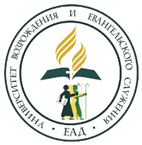 УНИВЕРСИТЕТ ВОЗРОЖДЕНИЯ И ЕВАНГЕЛЬСКОГО СЛУЖЕНИЯ
· ЕАД ·